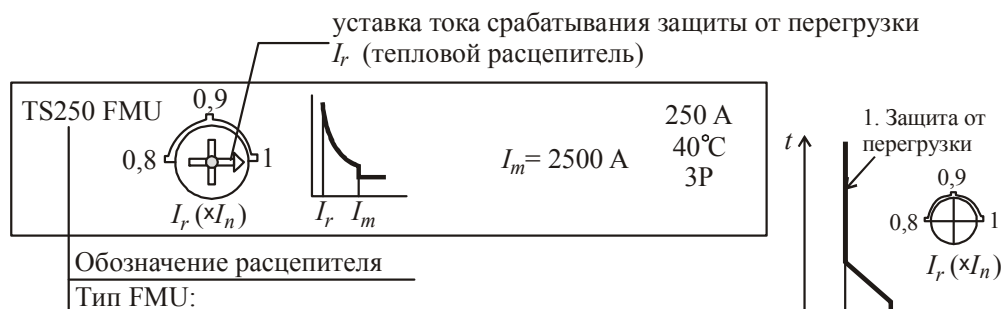 уставка тока срабатывания защиты от перегрузки
I_r (тепловой расцепитель)
TS250 FMU
0,9
0,8
1
I_r (×I_n)
I_r I_m
I_m = 2500 А
250 А
40℃
3P
t
1. Защита от
перегрузки
0,9
0,8
1
I_r (×I_n)
Обозначение расцепителя
Тип FMU: